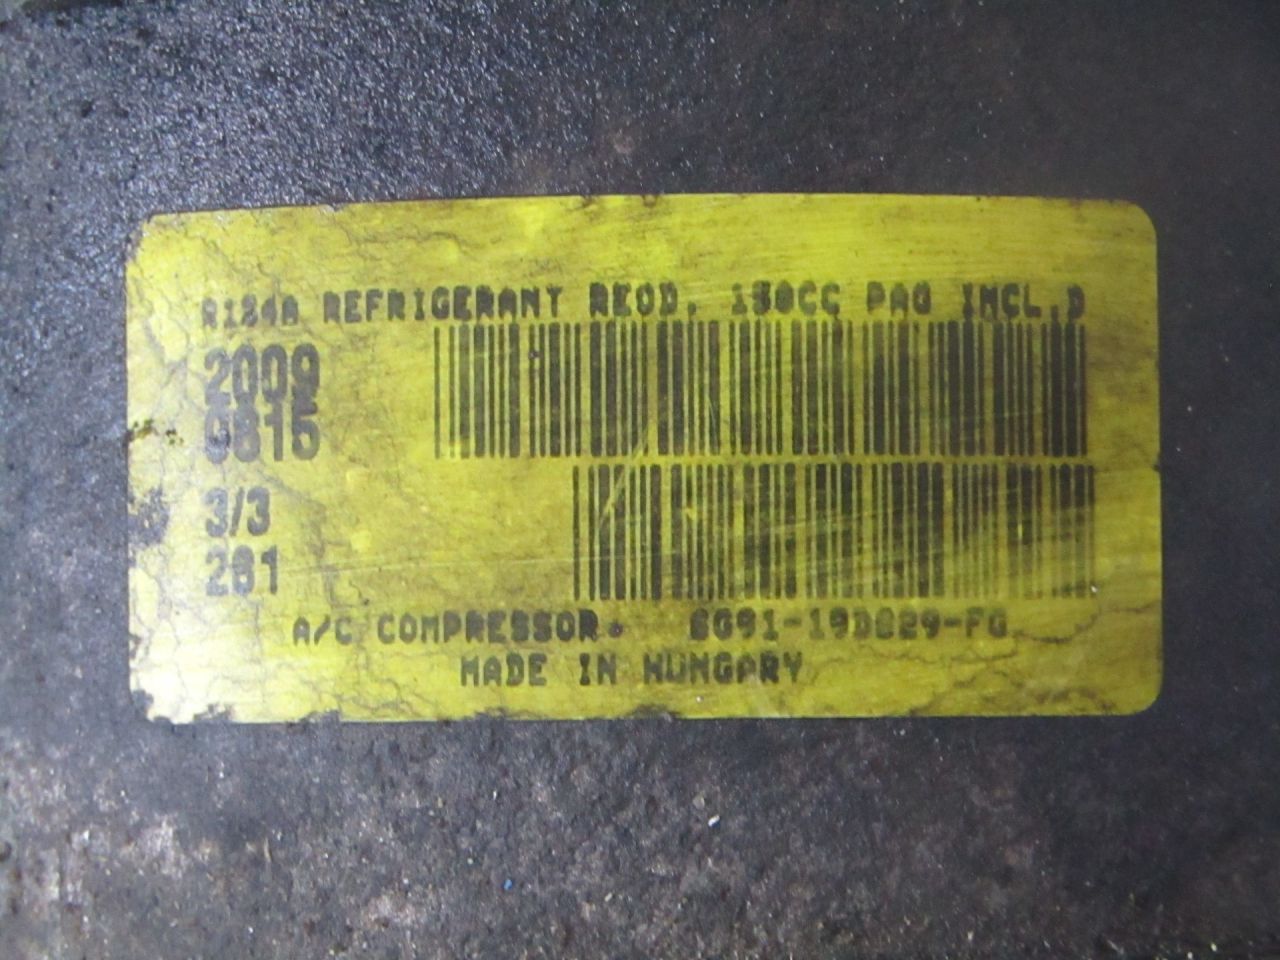 R134A REFRIGERANT REQD. 150CC PAG INCL.D
2009
0815
3/3
281
A/C COMPRESSOR. 6G91-19D629-FG
MADE IN HUNGARY